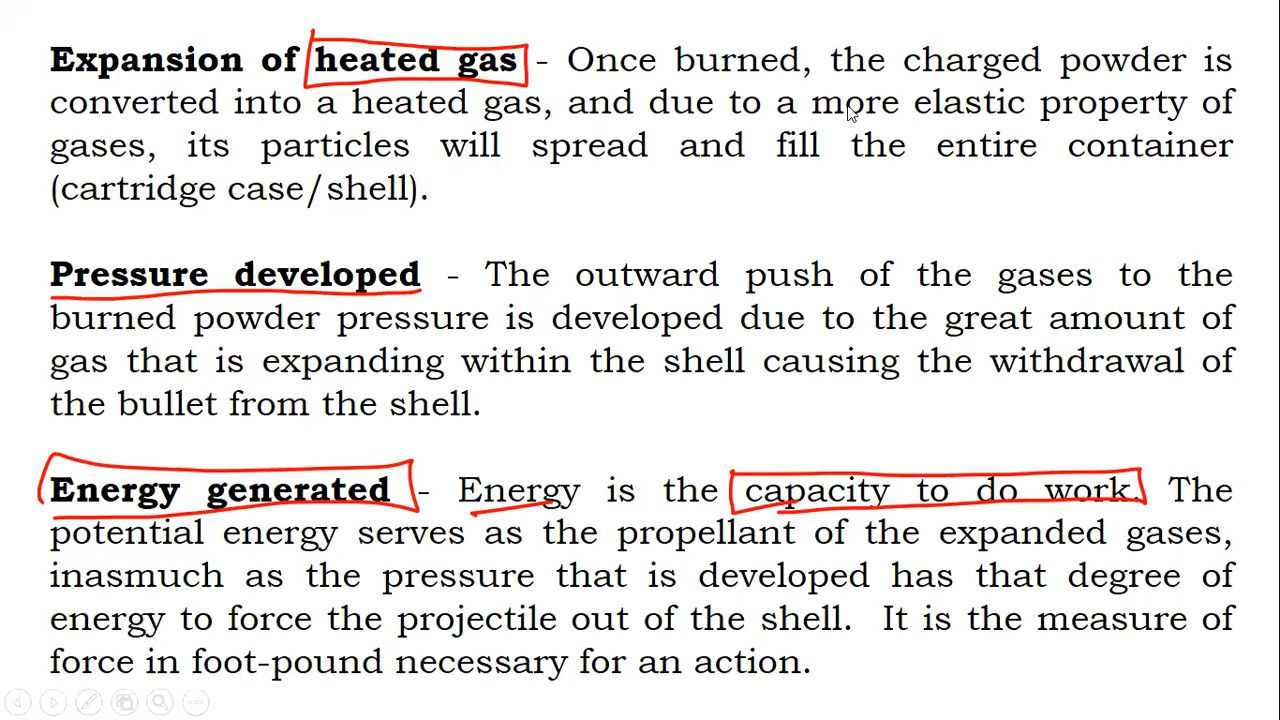 Expansion of heated gas - Once burned, the charged powder is
converted into a heated gas, and due to a more elastic property of
gases, its particles will spread and fill the entire container
(cartridge case/shell).
Pressure developed - The outward push of the gases to the
burned powder pressure is developed due to the great amount of
gas that is expanding within the shell causing the withdrawal of
the bullet from the shell.
Energy generated - Energy is the capacity to do work. The
potential energy serves as the propellant of the expanded gases,
inasmuch as the pressure that is developed has that degree of
energy to force the projectile out of the shell. It is the measure of
force in foot-pound necessary for an action.